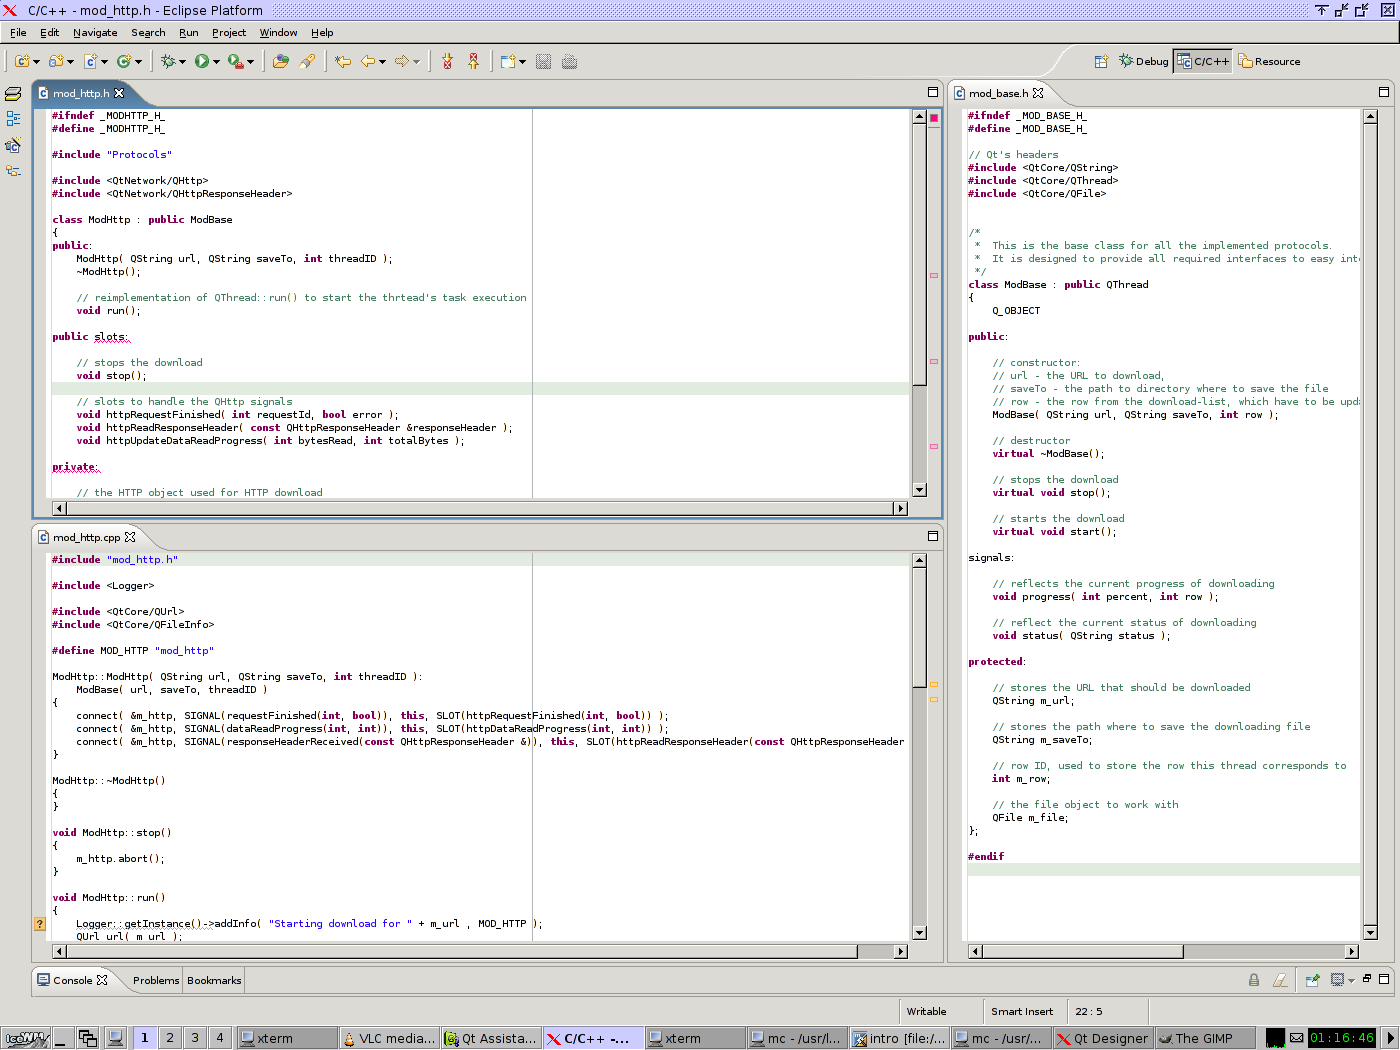 C/C++ - mod_http.h - Eclipse Platform
File Edit Navigate Search Run Project Window Help
Debug C/C++ Resource
mod_http.h
#ifndef _MODHTTP_H_
#define _MODHTTP_H_
#include "Protocols"
#include <QtNetwork/QHttp>
#include <QtNetwork/QHttpResponseHeader>
class ModHttp : public ModBase
{
public:
ModHttp( QString url, QString saveTo, int threadID );
~ModHttp();
// reimplementation of QThread::run() to start the thrtead's task execution
void run();
public slots:
// stops the download
void stop();
// slots to handle the QHttp signals
void httpRequestFinished( int requestId, bool error );
void httpReadResponseHeader( const QHttpResponseHeader &responseHeader );
void httpUpdateDataReadProgress( int bytesRead, int totalBytes );
private:
// the HTTP object used for HTTP download
mod_http.cpp
#include "mod_http.h"
#include <Logger>
#include <QtCore/QUrl>
#include <QtCore/QFileInfo>
#define MOD_HTTP "mod_http"
ModHttp::ModHttp( QString url, QString saveTo, int threadID ):
ModBase( url, saveTo, threadID )
{
connect( &m_http, SIGNAL(requestFinished(int, bool)), this, SLOT(httpRequestFinished(int, bool)) );
connect( &m_http, SIGNAL(dataReadProgress(int, int)), this, SLOT(httpDataReadProgress(int, int)) );
connect( &m_http, SIGNAL(responseHeaderReceived(const QHttpResponseHeader &)), this, SLOT(httpReadResponseHeader(const QHttpResponseHeader
}
ModHttp::~ModHttp()
{
}
void ModHttp::stop()
{
m_http.abort();
}
void ModHttp::run()
{
Logger::getInstance()->addInfo( "Starting download for " + m_url , MOD_HTTP );
QUrl url( m_url );
mod_base.h
#ifndef _MOD_BASE_H_
#define _MOD_BASE_H_
// Qt's headers
#include <QtCore/QString>
#include <QtCore/QThread>
#include <QtCore/QFile>
/*
* This is the base class for all the implemented protocols.
* It is designed to provide all required interfaces to easy int
*/
class ModBase : public QThread
{
Q_OBJECT
public:
// constructor:
// url - the URL to download,
// saveTo - the path to directory where to save the file
// row - the row from the download-list, which have to be upda
ModBase( QString url, QString saveTo, int row );
// destructor
virtual ~ModBase();
// stops the download
virtual void stop();
// starts the download
virtual void start();
signals:
// reflects the current progress of downloading
void progress( int percent, int row );
// reflect the current status of downloading
void status( QString status );
protected:
// stores the URL that should be downloaded
QString m_url;
// stores the path where to save the downloading file
QString m_saveTo;
// row ID, used to store the row this thread corresponds to
int m_row;
// the file object to work with
QFile m_file;
};
#endif
Console Problems Bookmarks
Writable Smart Insert 22 : 5
IceWM 1 2 3 4 xterm VLC media... Qt Assista... C/C++ -... xterm mc - /usr/l... intro [file:/... mc - /usr/... Qt Designer The GIMP 01:16:46